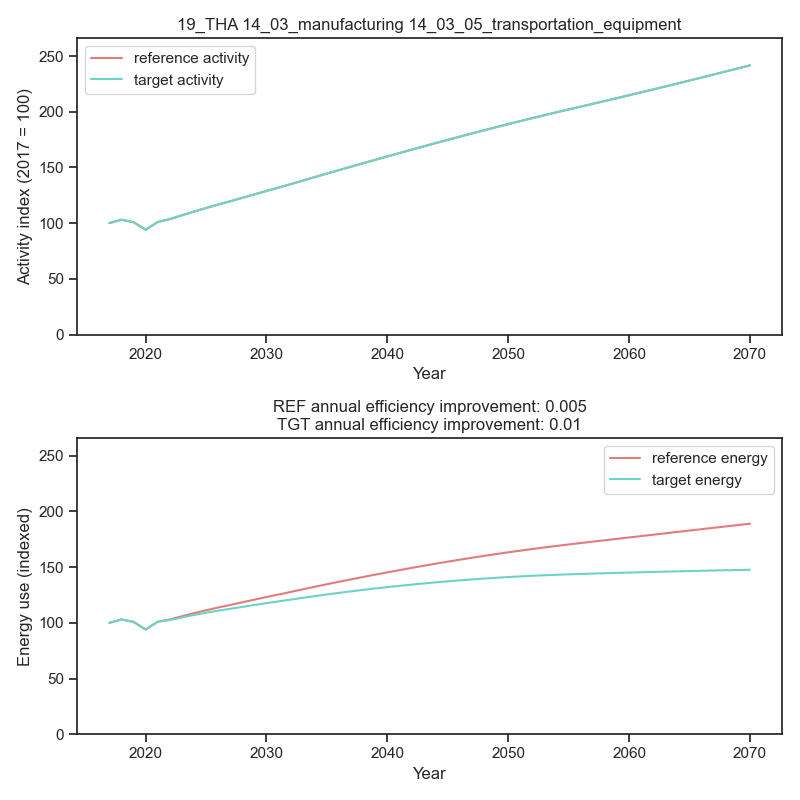 19_THA 14_03_manufacturing 14_03_05_transportation_equipment
reference activity
target activity
Activity index (2017 = 100)
250
200
150
100
50
0
2020 2030 2040 2050 2060 2070
Year
REF annual efficiency improvement: 0.005
TGT annual efficiency improvement: 0.01
reference energy
target energy
Energy use (indexed)
250
200
150
100
50
0
2020 2030 2040 2050 2060 2070
Year